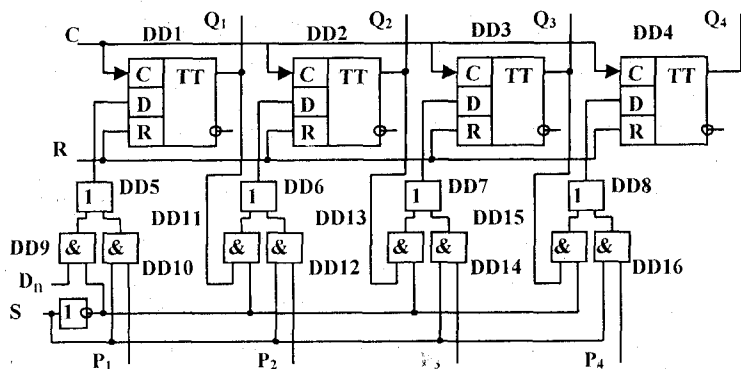 Q₁ Q₂ Q₃ Q₄
C DD1 DD2 DD3 DD4
C TT C TT C TT C TT
D D D D
R R R R
R
1 DD5 1 DD6 1 DD7 1 DD8
DD11 DD13 DD15
DD9 & & & & & & & &
DD10 DD12 DD14 DD16
Dп
S 1
P₁ P₂ P₄